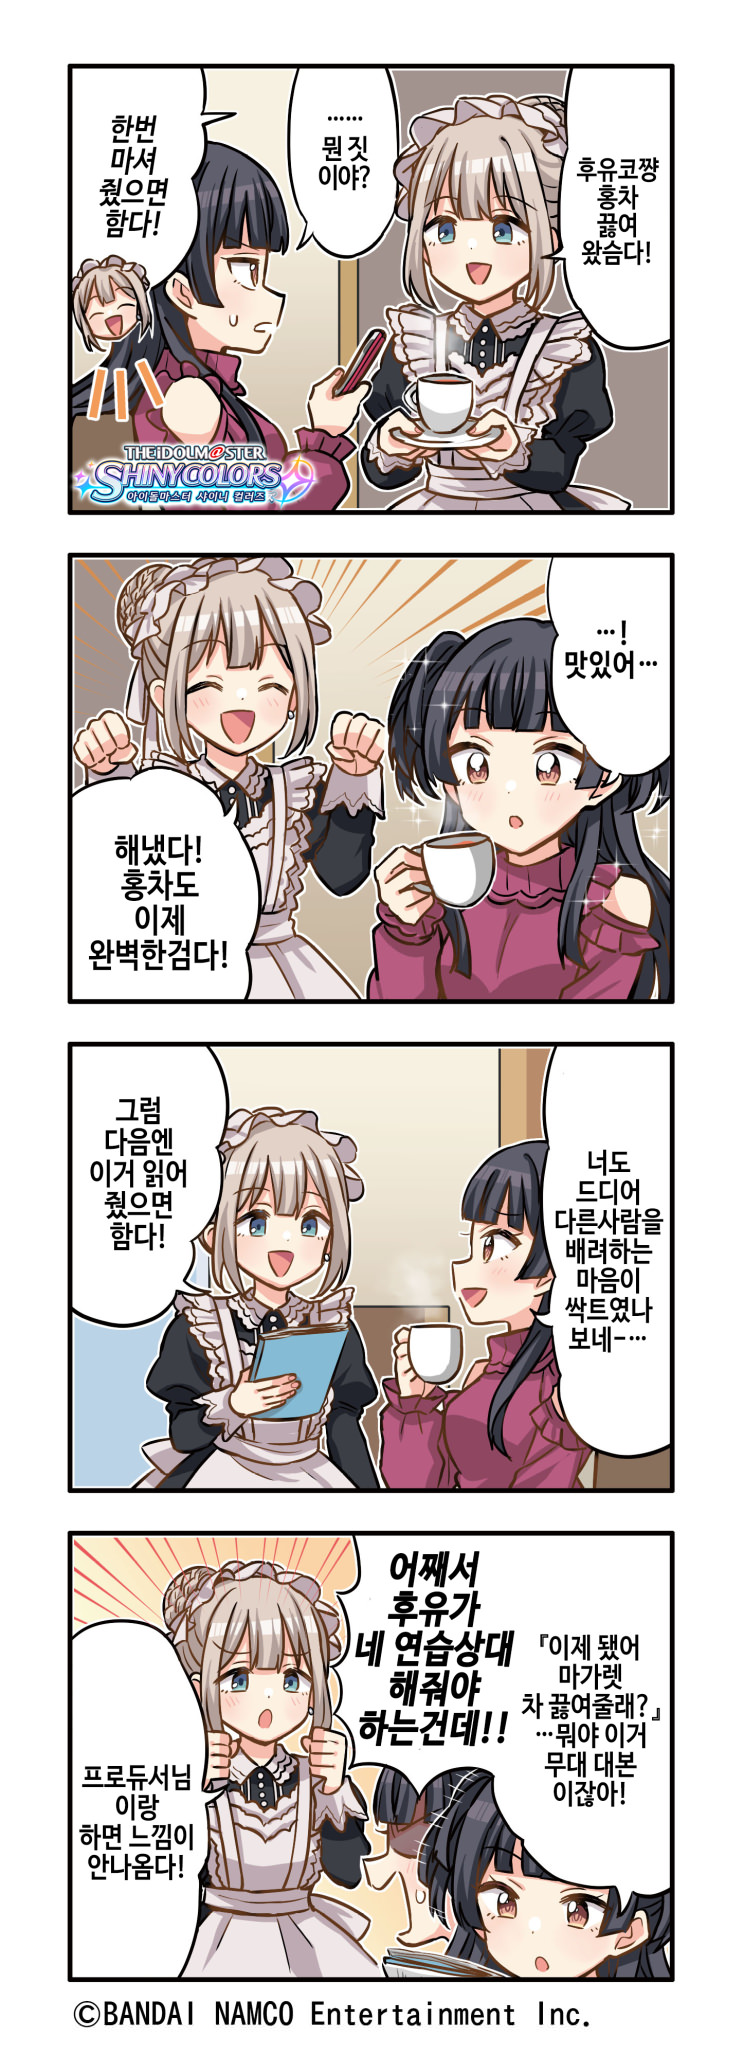 후유코쨩
홍차
끓여
왔슴다!
……
뭔 짓
이야?
한번
마셔
줬으면
함다!
THE iDOLM@STER
SHINYCOLORS
아이돌마스터 샤이니 컬러즈
…!
맛있어…
해냈다!
홍차도
이제
완벽한검다!
너도
드디어
다른사람을
배려하는
마음이
싹트였나
보네-…
그럼
다음엔
이거 읽어
줬으면
함다!
『이제 됐어
마가렛
차 끓여줄래?』
…뭐야 이거
무대 대본
이잖아!
어째서
후유가
네 연습상대
해줘야
하는건데!!
프로듀서님
이랑
하면 느낌이
안나옴다!
©BANDAI NAMCO Entertainment Inc.